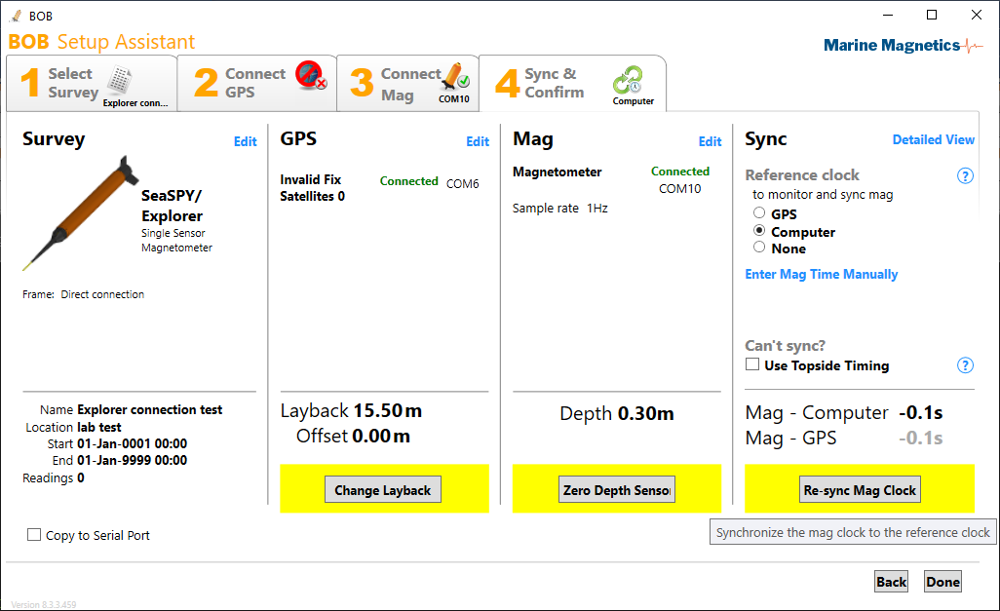 BOB
BOB Setup Assistant
Marine Magnetics
1 Select Survey
Explorer conn...
2 Connect GPS
3 Connect Mag
COM10
4 Sync & Confirm
Computer
Survey
Edit
SeaSPY/
Explorer
Single Sensor
Magnetometer
Frame: Direct connection
Name Explorer connection test
Location lab test
Start 01-Jan-0001 00:00
End 01-Jan-9999 00:00
Readings 0
GPS
Edit
Invalid Fix
Connected COM6
Satellites 0
Layback 15.50 m
Offset 0.00 m
Change Layback
Mag
Edit
Magnetometer
Connected
COM10
Sample rate 1Hz
Depth 0.30m
Zero Depth Senso
Sync
Detailed View
Reference clock
?
to monitor and sync mag
GPS
Computer
None
Enter Mag Time Manually
Can't sync?
Use Topside Timing
?
Mag - Computer -0.1s
Mag - GPS -0.1s
Re-sync Mag Clock
Synchronize the mag clock to the reference clock
Copy to Serial Port
Back
Done
Version 8.3.3.459